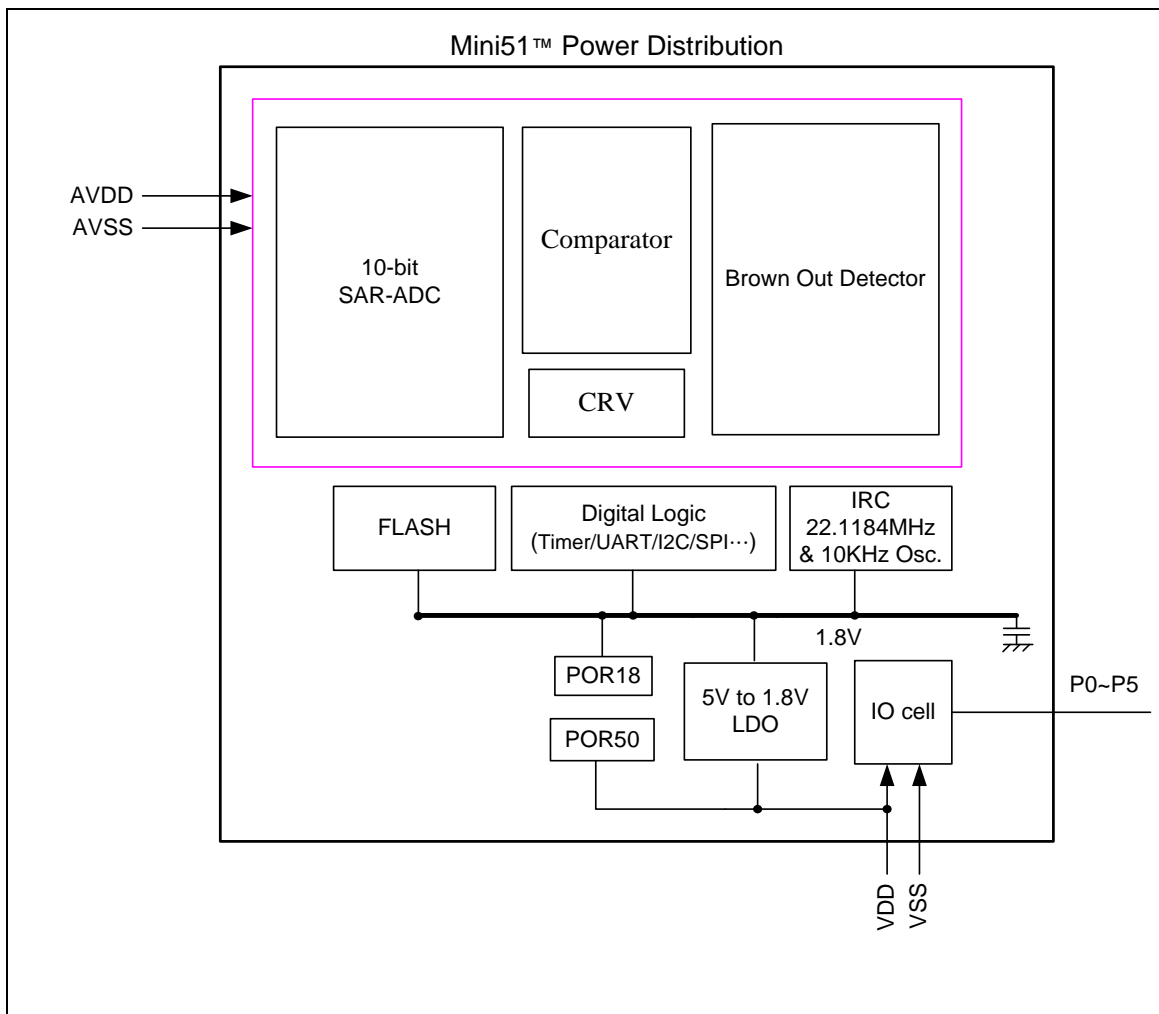 Mini51™ Power Distribution
AVDD
AVSS
10-bit
SAR-ADC
Comparator
CRV
Brown Out Detector
FLASH
Digital Logic
(Timer/UART/I2C/SPI⋯)
IRC
22.1184MHz
& 10KHz Osc.
1.8V
POR18
POR50
5V to 1.8V
LDO
IO cell
P0~P5
VDD
VSS